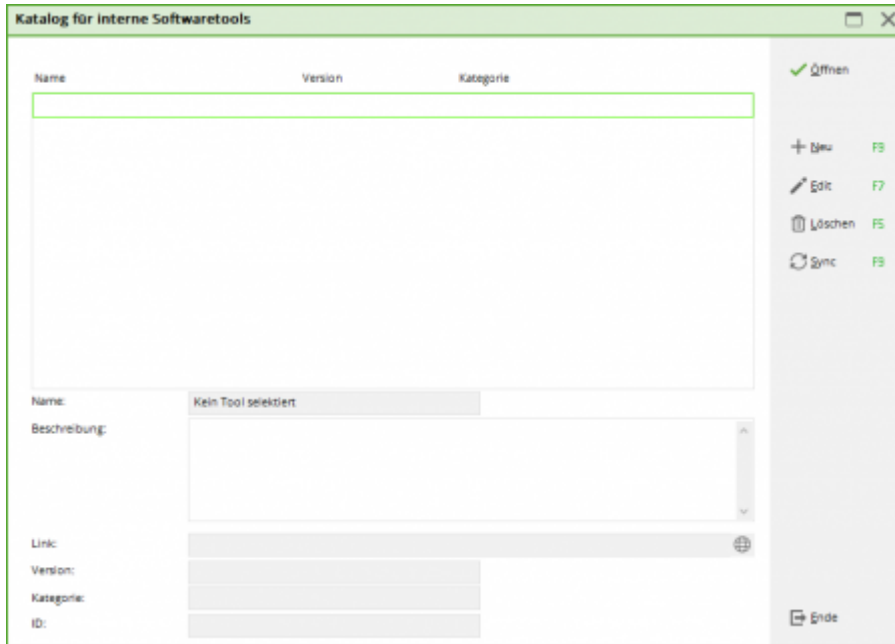 Katalog für interne Softwaretools
Name Version Kategorie
Öffnen
Neu F9
Edit F7
Löschen F5
Sync F9
Name: Kein Tool selektiert
Beschreibung:
Link:
Version:
Kategorie:
ID:
Ende